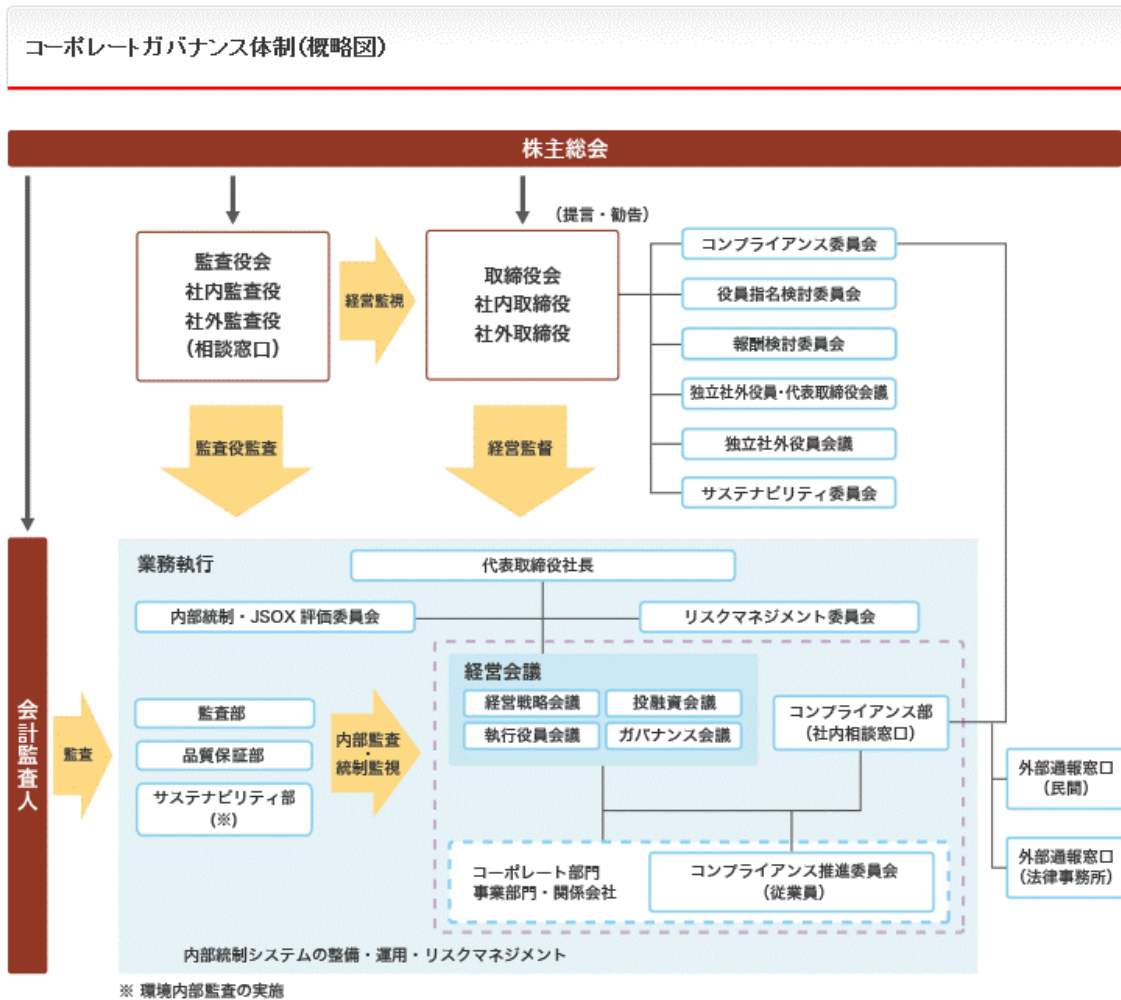 コーポレートガバナンス体制(概略図)
株主総会
(提言・勧告)
監査役会
社内監査役
社外監査役
(相談窓口)
経営監視
取締役会
社内取締役
社外取締役
コンプライアンス委員会
役員指名検討委員会
報酬検討委員会
独立社外役員・代表取締役会議
独立社外役員会議
サステナビリティ委員会
監査役監査
経営監督
会計監査人
監査
業務執行
代表取締役社長
内部統制・JSOX 評価委員会
リスクマネジメント委員会
監査部
品質保証部
サステナビリティ部
(※)
内部監査
・
統制監視
経営会議
経営戦略会議
投融資会議
執行役員会議
ガバナンス会議
コンプライアンス部
(社内相談窓口)
外部通報窓口
(民間)
外部通報窓口
(法律事務所)
コーポレート部門
事業部門・関係会社
コンプライアンス推進委員会
(従業員)
内部統制システムの整備・運用・リスクマネジメント
※ 環境内部監査の実施